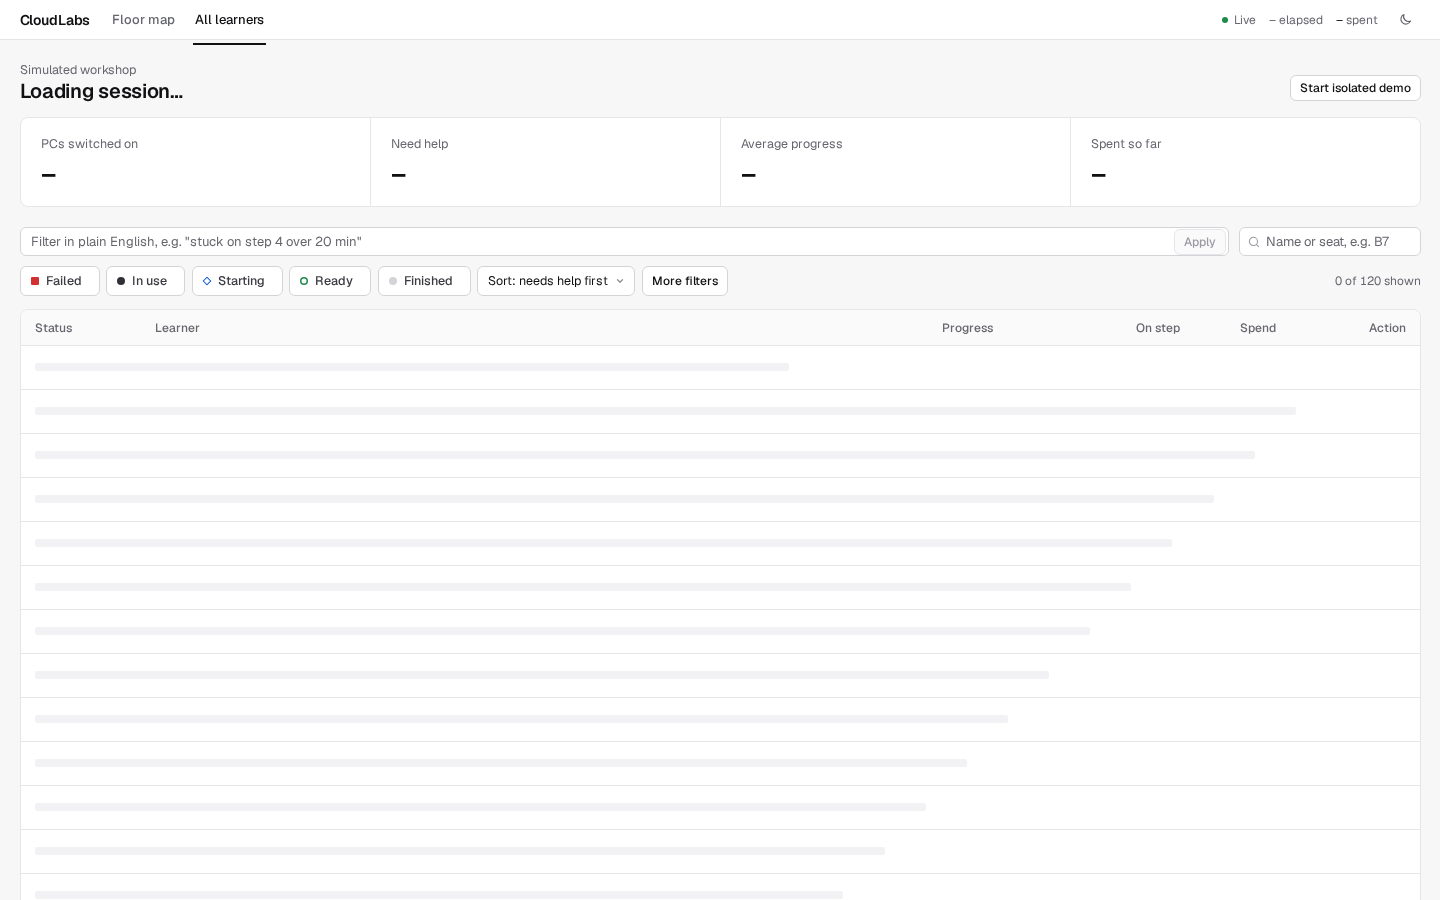 CloudLabs Floor map All learners Live – elapsed – spent
Simulated workshop
Loading session...
Start isolated demo
PCs switched on Need help Average progress Spent so far
– – – –
Filter in plain English, e.g. "stuck on step 4 over 20 min" Apply Name or seat, e.g. B7
Failed In use Starting Ready Finished Sort: needs help first More filters 0 of 120 shown
Status Learner Progress On step Spend Action